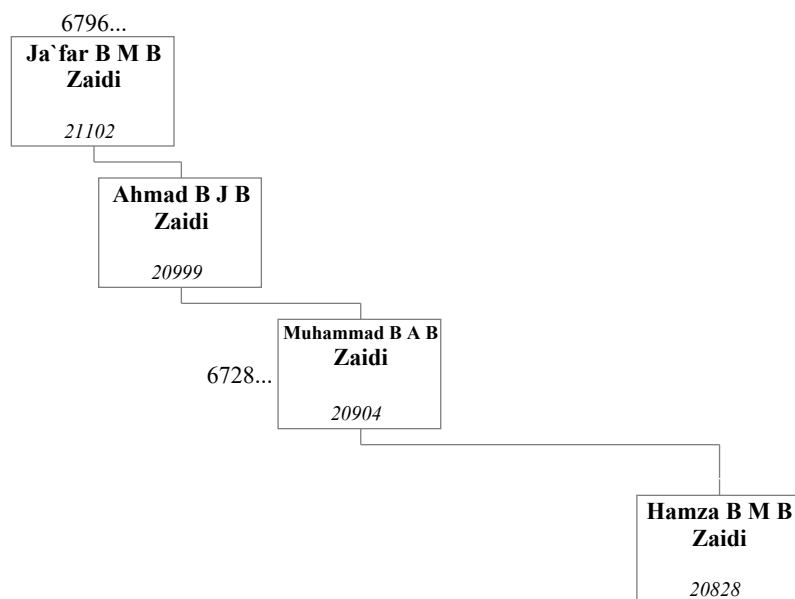 6796...
Ja`far B M B
Zaidi
21102
Ahmad B J B
Zaidi
20999
Muhammad B A B
Zaidi
6728...
20904
Hamza B M B
Zaidi
20828